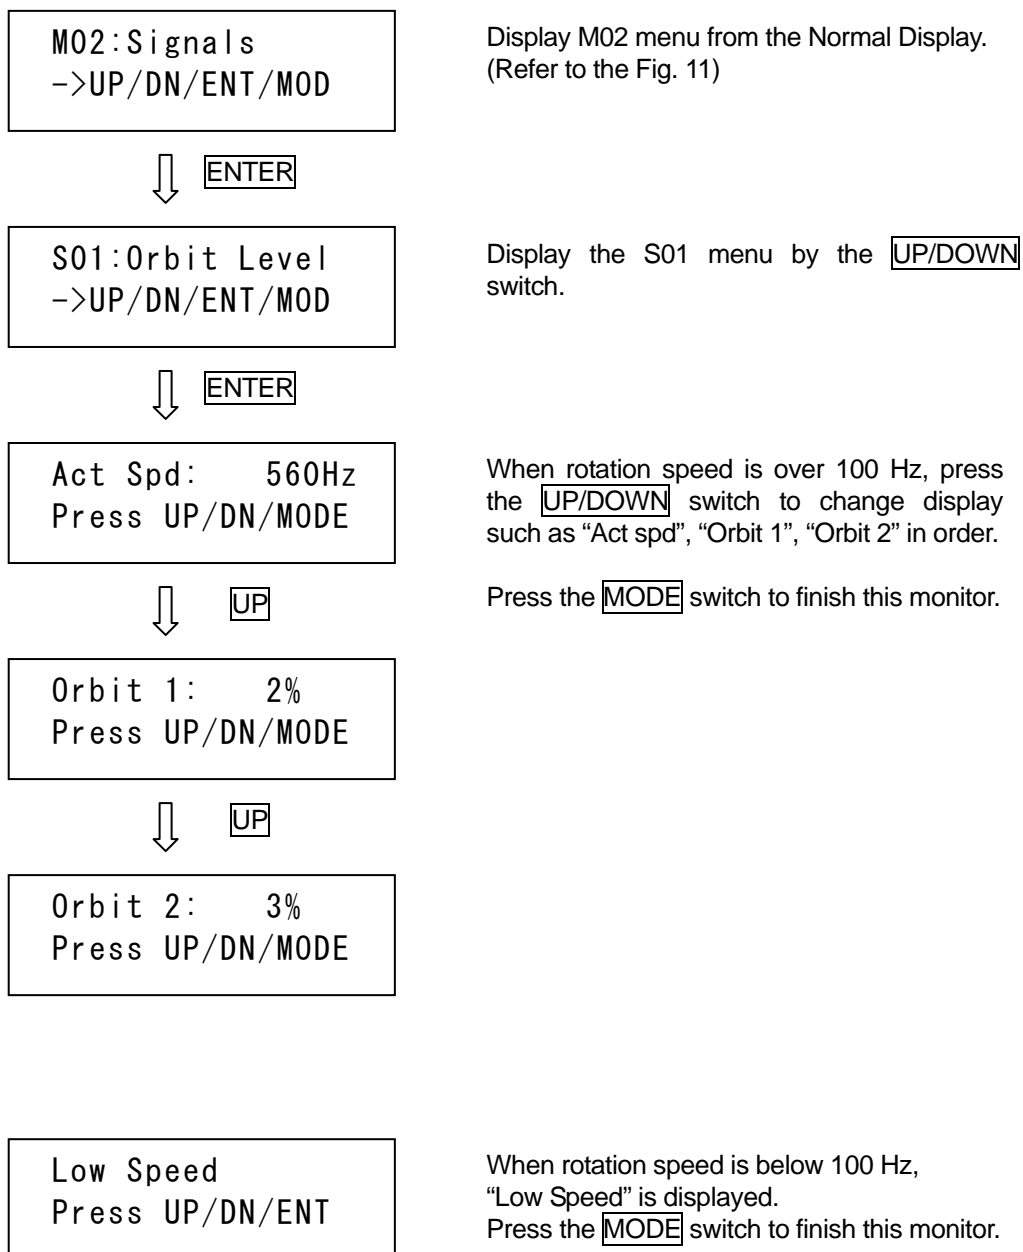 M02:Signals
->UP/DN/ENT/MOD
Display M02 menu from the Normal Display.
(Refer to the Fig. 11)
ENTER
S01:Orbit Level
->UP/DN/ENT/MOD
Display the S01 menu by the UP/DOWN
switch.
ENTER
Act Spd: 560Hz
Press UP/DN/MODE
When rotation speed is over 100 Hz, press
the UP/DOWN switch to change display
such as “Act spd”, “Orbit 1”, “Orbit 2” in order.
Press the MODE switch to finish this monitor.
UP
Orbit 1: 2%
Press UP/DN/MODE
UP
Orbit 2: 3%
Press UP/DN/MODE
Low Speed
Press UP/DN/ENT
When rotation speed is below 100 Hz,
“Low Speed” is displayed.
Press the MODE switch to finish this monitor.